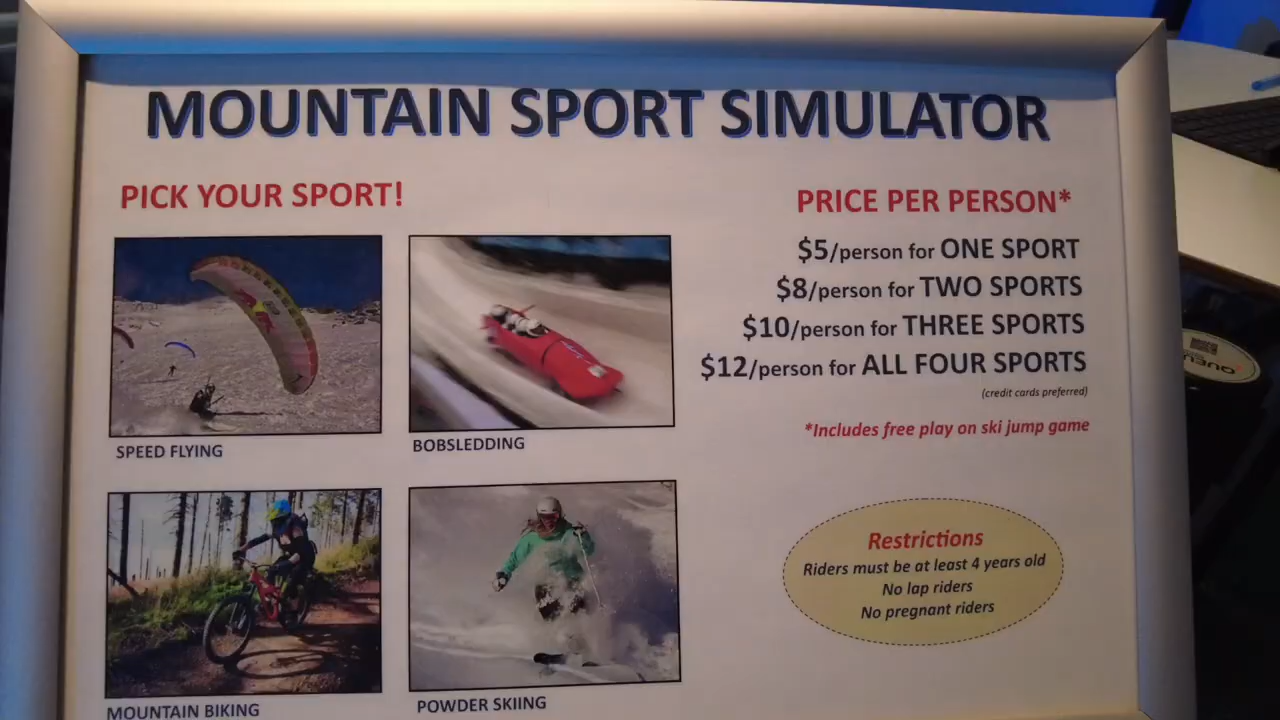 MOUNTAIN SPORT SIMULATOR
PICK YOUR SPORT!
SPEED FLYING
BOBSLEDDING
MOUNTAIN BIKING
POWDER SKIING
PRICE PER PERSON*
$5/person for ONE SPORT
$8/person for TWO SPORTS
$10/person for THREE SPORTS
$12/person for ALL FOUR SPORTS
(credit cards preferred)
*Includes free play on ski jump game
Restrictions
Riders must be at least 4 years old
No lap riders
No pregnant riders